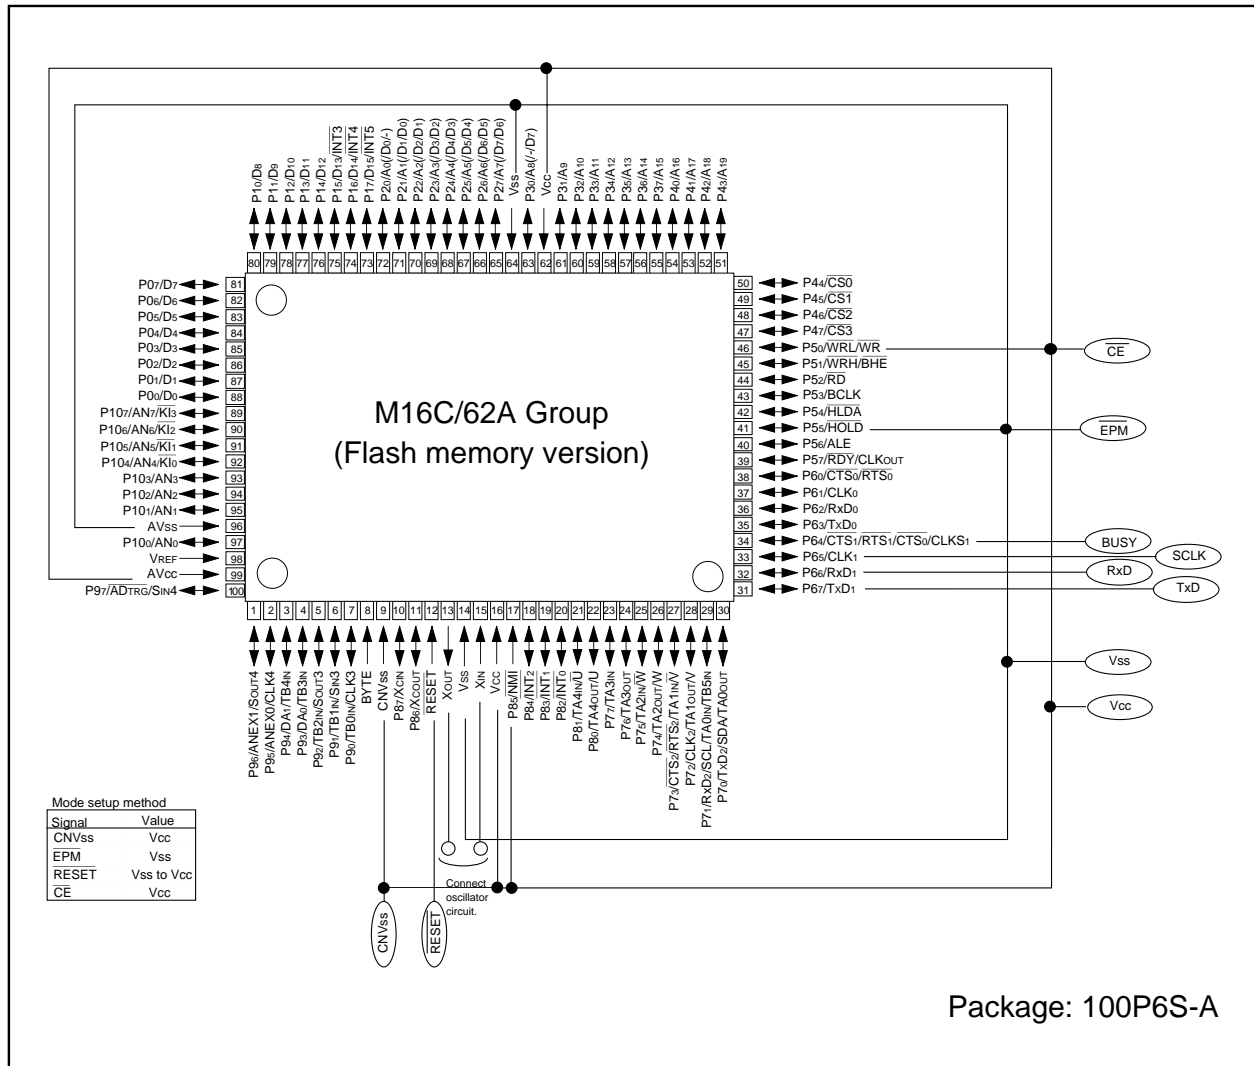 P10/D8
P11/D9
P12/D10
P13/D11
P14/D12
P15/D13/INT3
P16/D14/INT4
P17/D15/INT5
P20/A0(/D0/-)
P21/A1(/D1/D0)
P22/A2(/D2/D1)
P23/A3(/D3/D2)
P24/A4(/D4/D3)
P25/A5(/D5/D4)
P26/A6(/D6/D5)
P27/A7(/D7/D6)
Vss
P30/A8(/-/D7)
Vcc
P31/A9
P32/A10
P33/A11
P34/A12
P35/A13
P36/A14
P37/A15
P40/A16
P41/A17
P42/A18
P43/A19
80 79 78 77 76 75 74 73 72 71 70 69 68 67 66 65 64 63 62 61 60 59 58 57 56 55 54 53 52 51
P07/D7 81
P06/D6 82
P05/D5 83
P04/D4 84
P03/D3 85
P02/D2 86
P01/D1 87
P00/D0 88
P107/AN7/KI3 89
P106/AN6/KI2 90
P105/AN5/KI1 91
P104/AN4/KI0 92
P103/AN3 93
P102/AN2 94
P101/AN1 95
AVss 96
P100/AN0 97
VREF 98
AVcc 99
P97/ADTRG/SIN4 100
M16C/62A Group
(Flash memory version)
50 P44/CS0
49 P45/CS1
48 P46/CS2
47 P47/CS3
46 P50/WRL/WR
45 P51/WRH/BHE
44 P52/RD
43 P53/BCLK
42 P54/HLDA
41 P55/HOLD
40 P56/ALE
39 P57/RDY/CLKOUT
38 P60/CTS0/RTS0
37 P61/CLK0
36 P62/RxD0
35 P63/TxD0
34 P64/CTS1/RTS1/CTS0/CLKS1
33 P65/CLK1
32 P66/RxD1
31 P67/TxD1
CE
EPM
BUSY
SCLK
RxD
TxD
Vss
Vcc
1 2 3 4 5 6 7 8 9 10 11 12 13 14 15 16 17 18 19 20 21 22 23 24 25 26 27 28 29 30
P96/ANEX1/SOUT4
P95/ANEX0/CLK4
P94/DA1/TB4IN
P93/DA0/TB3IN
P92/TB2IN/SOUT3
P91/TB1IN/SIN3
P90/TB0IN/CLK3
BYTE
CNVss
P87/XCIN
P86/XCOUT
RESET
XOUT
Vss
XIN
Vcc
P85/NMI
P84/INT2
P83/INT1
P82/INT0
P81/TA4IN/U
P80/TA4OUT/U
P77/TA3IN
P76/TA3OUT
P75/TA2IN/W
P74/TA2OUT/W
P73/CTS2/RTS2/TA1IN/V
P72/CLK2/TA1OUT/V
P71/RxD2/SCL/TA0IN/TB5IN
P70/TxD2/SDA/TA0OUT
Mode setup method
Signal Value
CNVss Vcc
EPM Vss
RESET Vss to Vcc
CE Vcc
Connect
oscillator
circuit.
CNVss
RESET
Package: 100P6S-A